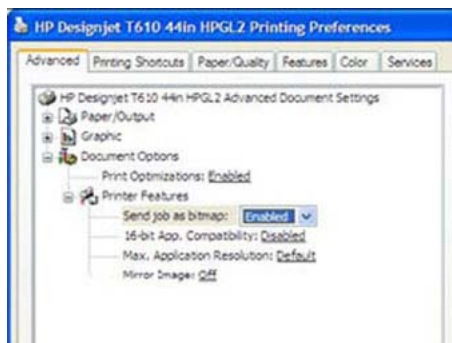 HP Designjet T610 44in HPGL2 Printing Preferences
Advanced Printing Shortcuts Paper/Quality Features Color Services
HP Designjet T610 44in HPGL2 Advanced Document Settings
Paper/Output
Graphic
Document Options
Print Optimizations: Enabled
Printer Features
Send job as bitmap: Enabled
16-bit App. Compatibility: Disabled
Max. Application Resolution: Default
Mirror Image: Off